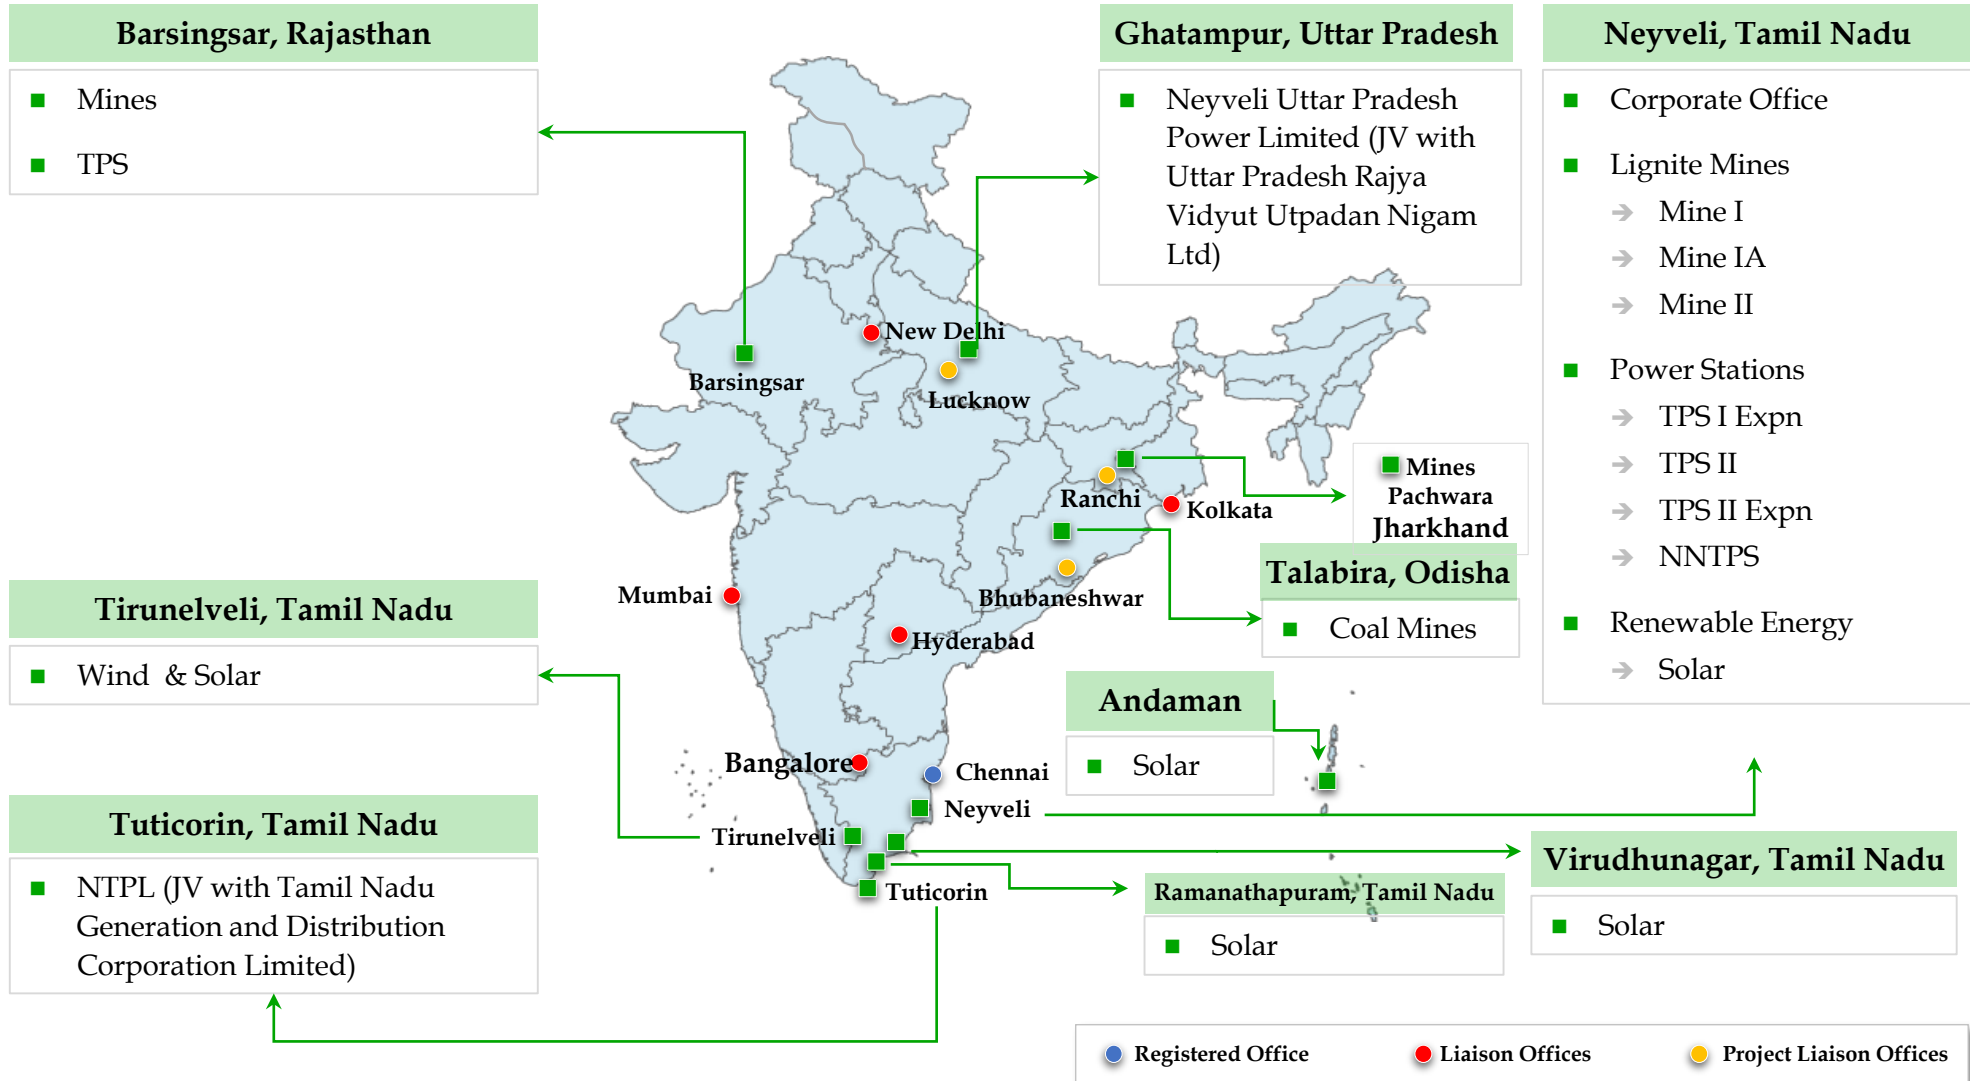 Barsingsar, Rajasthan
Mines
TPS
Ghatampur, Uttar Pradesh
Neyveli Uttar Pradesh
Power Limited (JV with
Uttar Pradesh Rajya
Vidyut Utpadan Nigam
Ltd)
Neyveli, Tamil Nadu
Corporate Office
Lignite Mines
Mine I
Mine IA
Mine II
Power Stations
TPS I Expn
TPS II
TPS II Expn
NNTPS
Renewable Energy
Solar
New Delhi
Barsingsar
Lucknow
Ranchi
Kolkata
Mines
Pachwara
Jharkhand
Talabira, Odisha
Coal Mines
Bhubaneshwar
Mumbai
Hyderabad
Tirunelveli, Tamil Nadu
Wind & Solar
Andaman
Solar
Bangalore
Chennai
Neyveli
Tirunelveli
Tuticorin
Tuticorin, Tamil Nadu
NTPL (JV with Tamil Nadu
Generation and Distribution
Corporation Limited)
Ramanathapuram, Tamil Nadu
Solar
Virudhunagar, Tamil Nadu
Solar
Registered Office
Liaison Offices
Project Liaison Offices